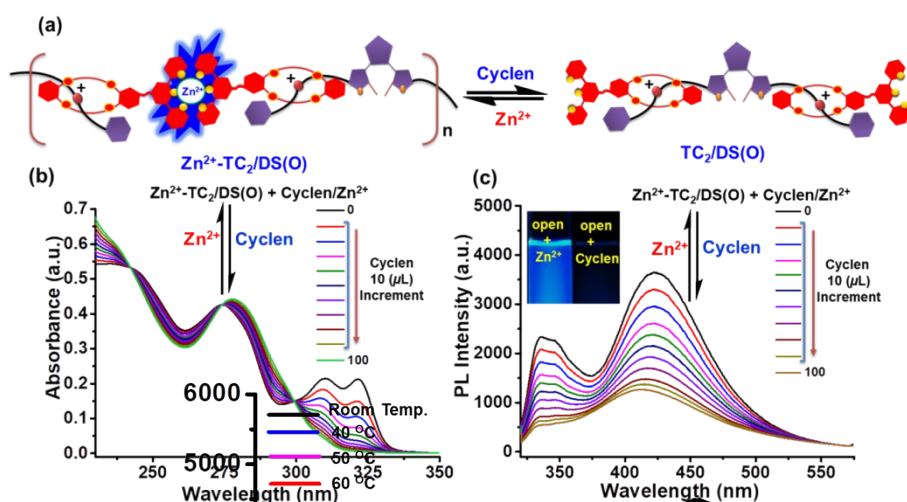 (a)
+
Zn²⁺
+
n
Cyclen
Zn²⁺
+
+
Zn²⁺-TC₂/DS(O)
TC₂/DS(O)
(b)
Zn²⁺-TC₂/DS(O) + Cyclen/Zn²⁺
Zn²⁺
Cyclen
0
Cyclen
10 (µL)
Increment
100
Absorbance (a.u.)
0.7
0.6
0.5
0.4
0.3
0.2
0.1
0.0
250
275
300
325
350
Wavelength (nm)
6000
5000
Room Temp.
40 °C
50 °C
60 °C
(c)
Zn²⁺-TC₂/DS(O) + Cyclen/Zn²⁺
Zn²⁺
Cyclen
open
+
Zn²⁺
open
+
Cyclen
0
Cyclen
10 (µL)
Increment
100
PL Intensity (a.u.)
5000
4000
3000
2000
1000
0
350
400
450
500
575
Wavelength (nm)